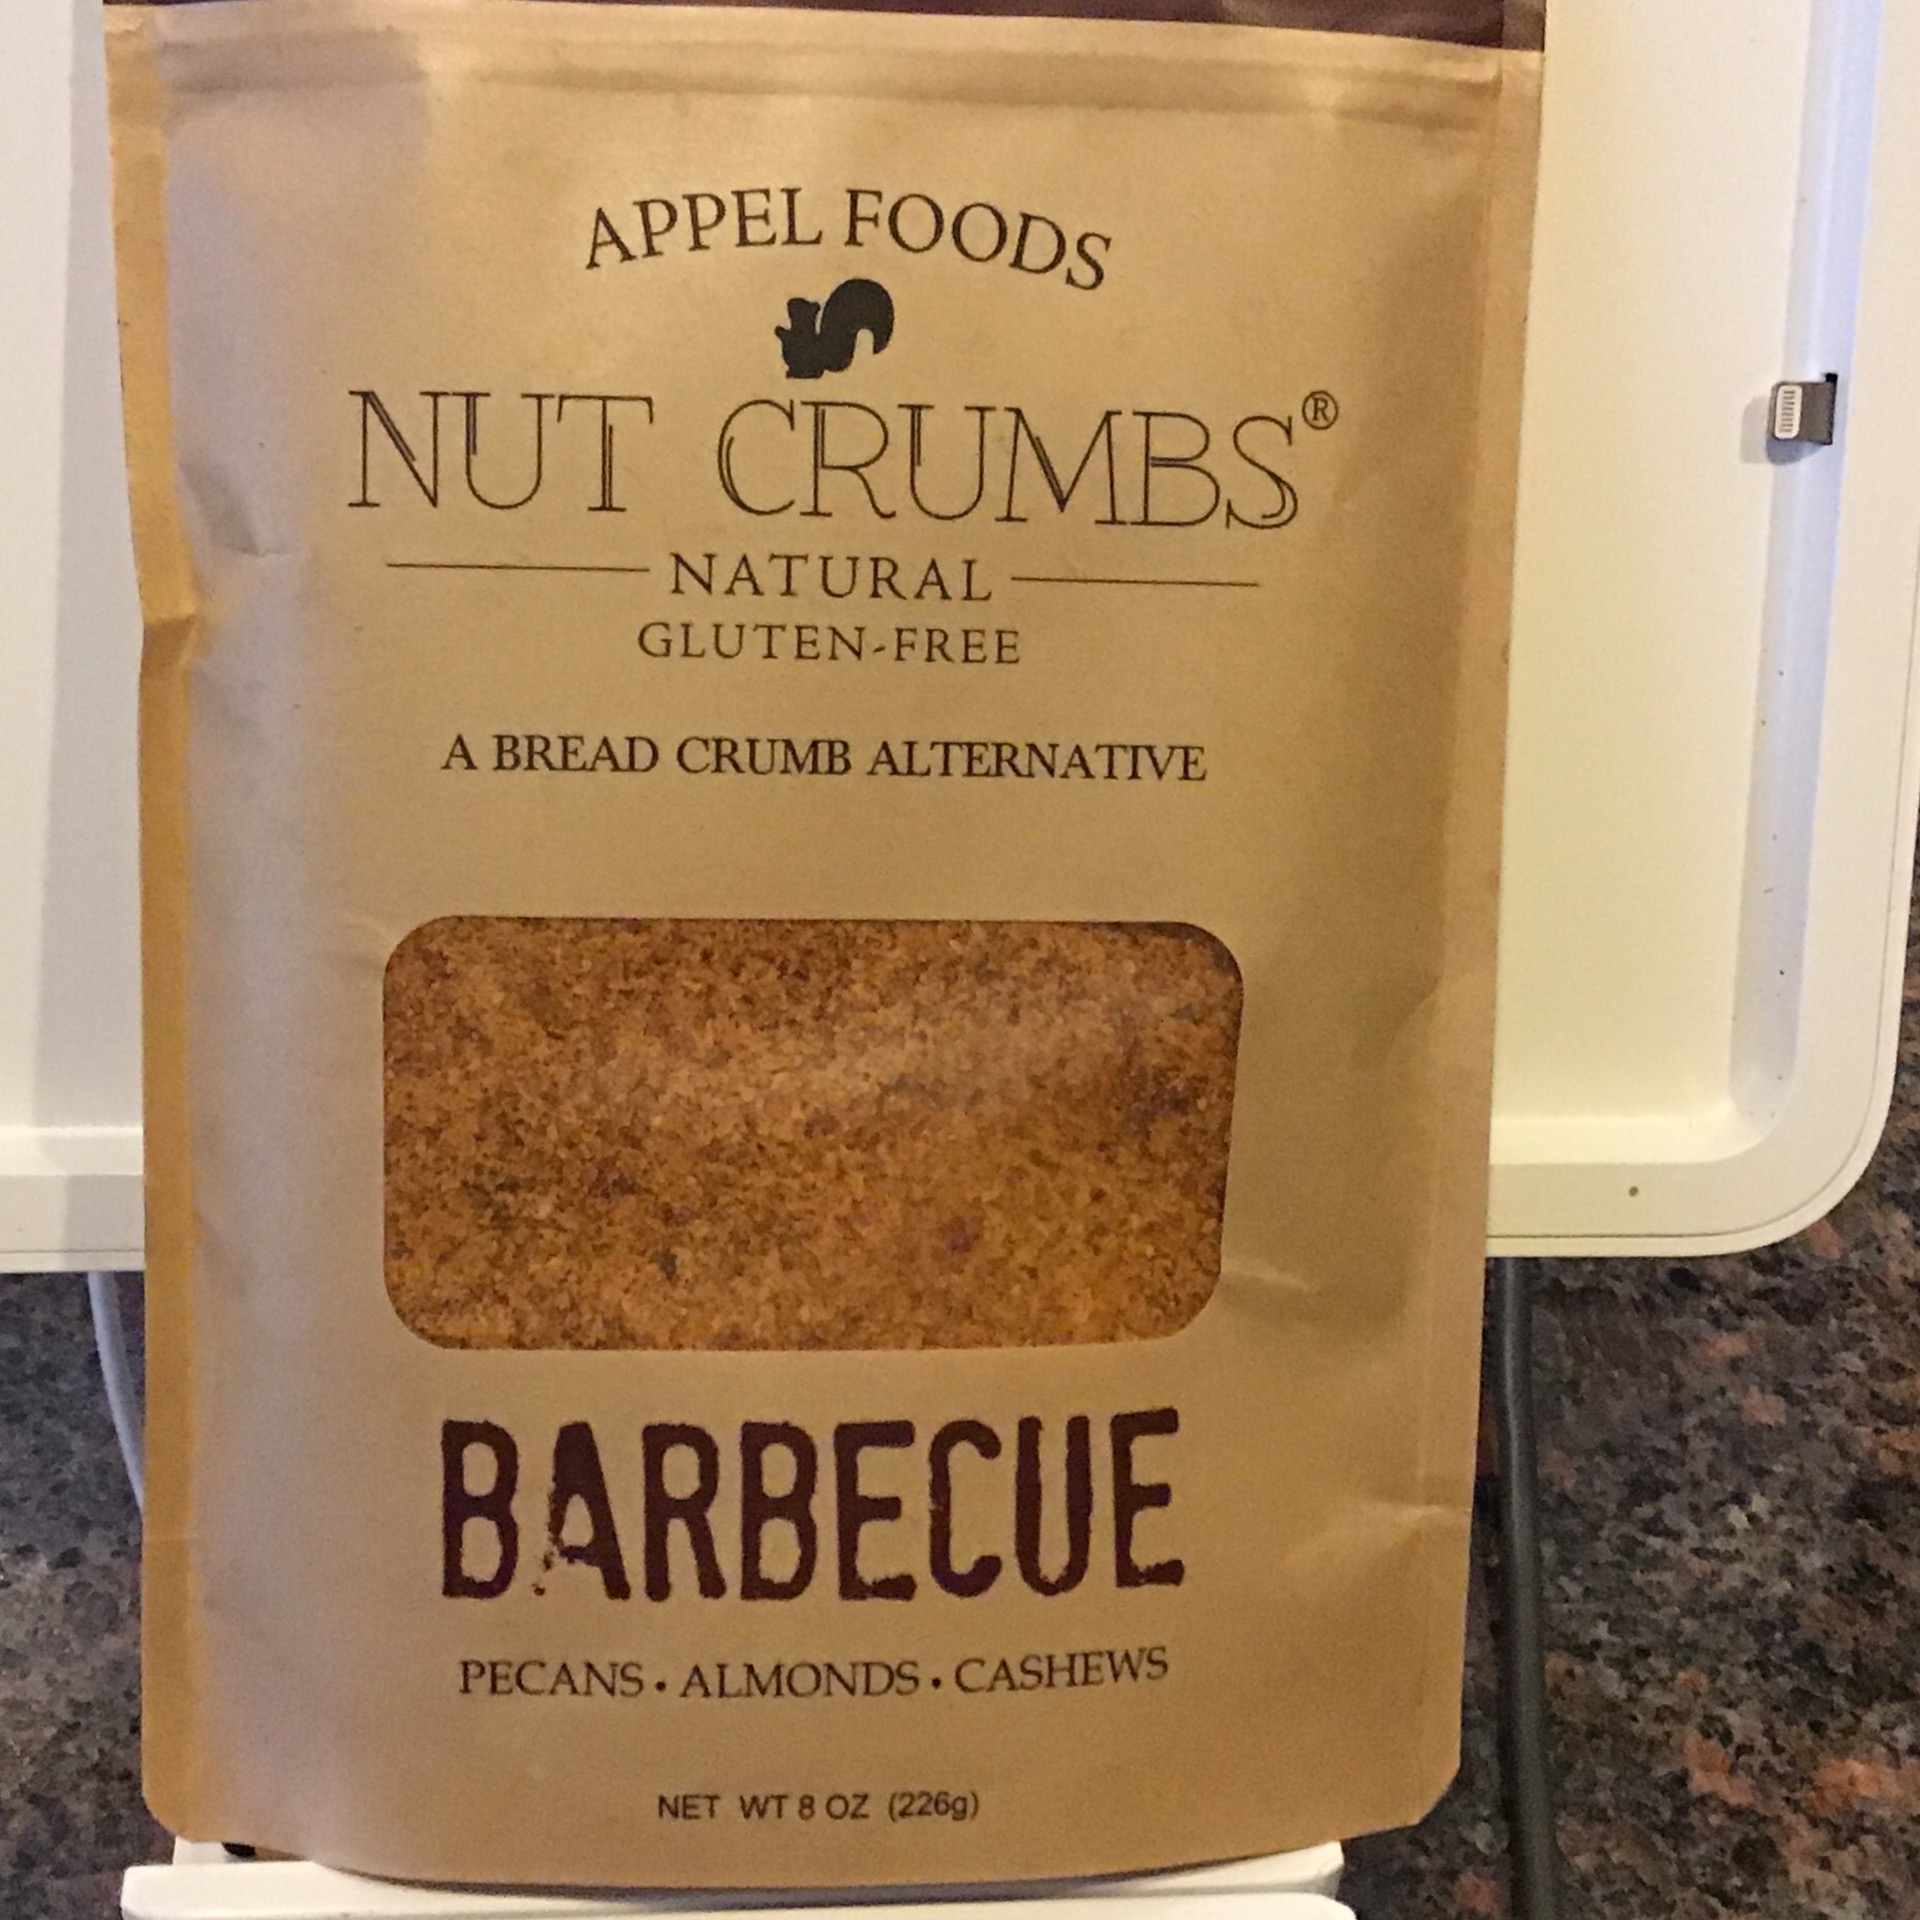 APPEL FOODS
NUT CRUMBS®
NATURAL
GLUTEN-FREE
A BREAD CRUMB ALTERNATIVE
BARBECUE
PECANS • ALMONDS • CASHEWS
NET WT 8 OZ (226g)